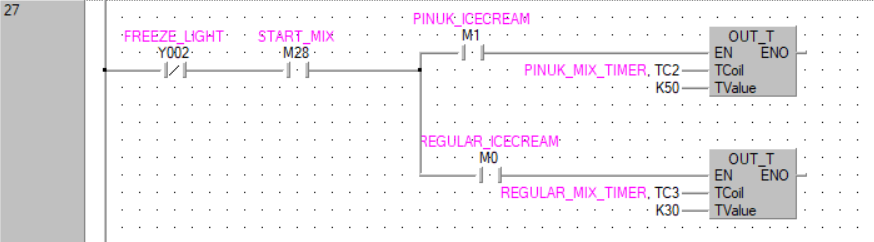 27
PINUK_ICECREAM
FREEZE_LIGHT START_MIX M1 OUT_T
Y002 M28 EN ENO
PINUK_MIX_TIMER, TC2 TCoil
K50 TValue
REGULAR_ICECREAM
M0 OUT_T
EN ENO
REGULAR_MIX_TIMER, TC3 TCoil
K30 TValue